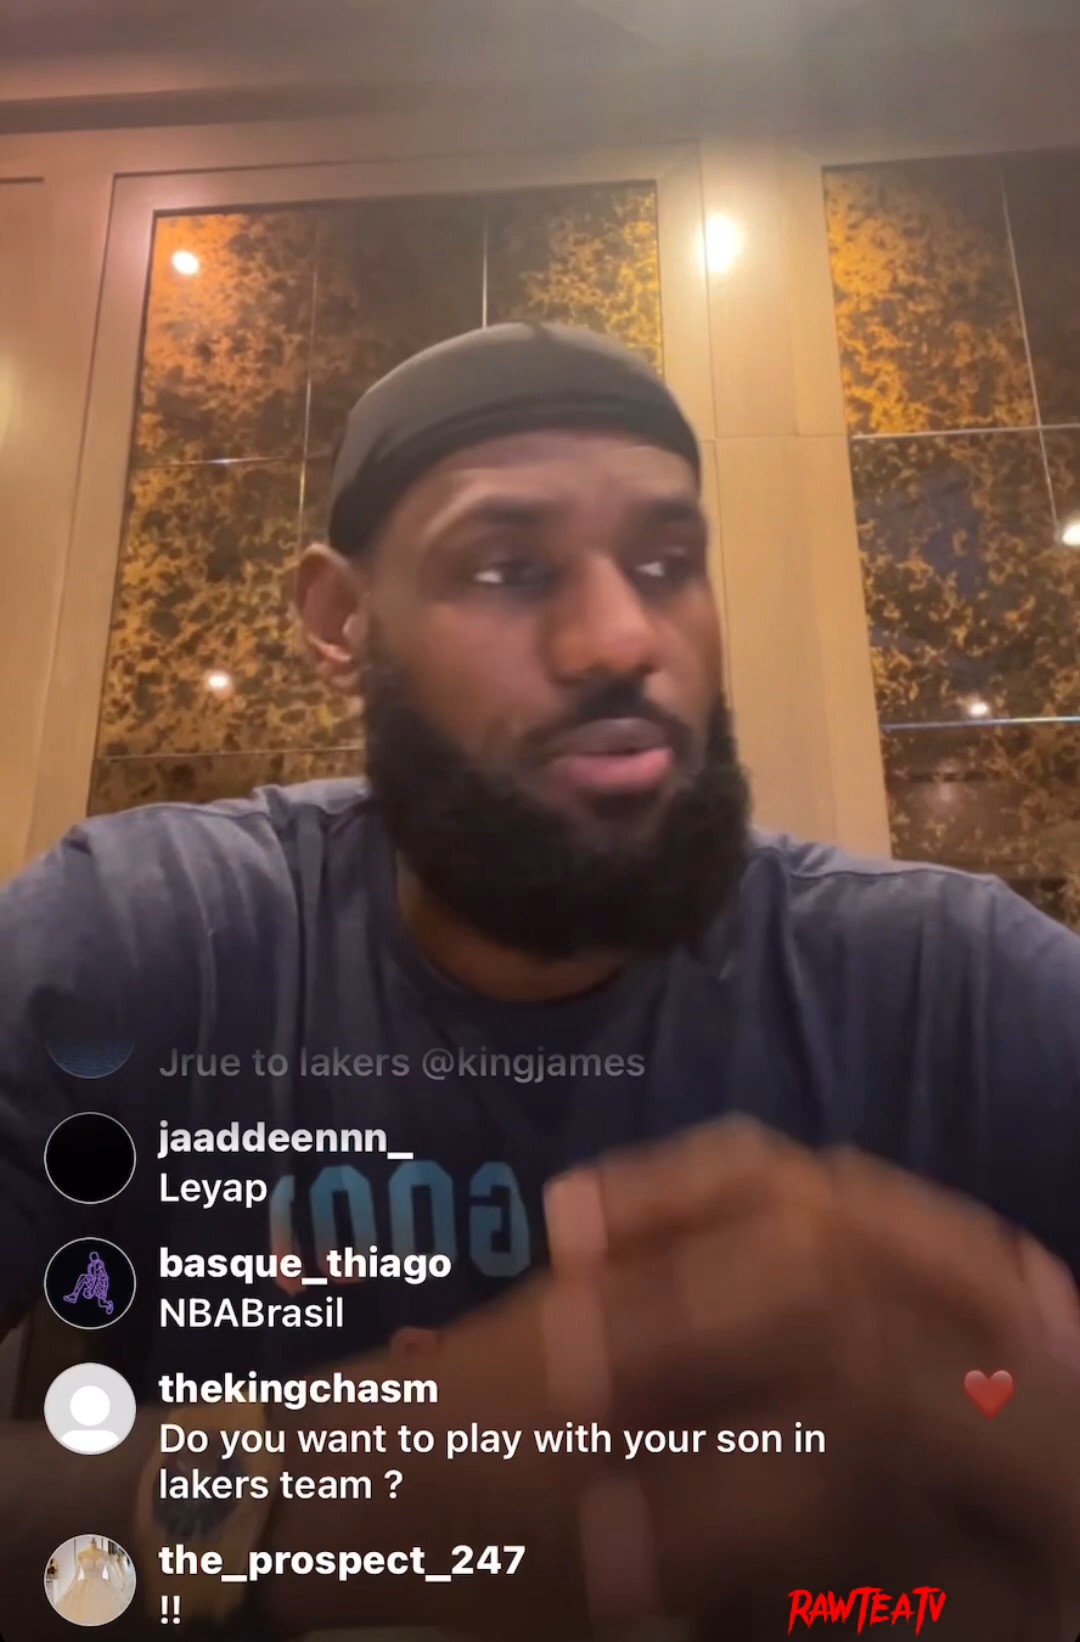 Jrue to lakers @kingjames
jaaddeennn_
Leyap
basque_thiago
NBABrasil
thekingchasm
Do you want to play with your son in
lakers team ?
the_prospect_247
!!
RAWTEATV